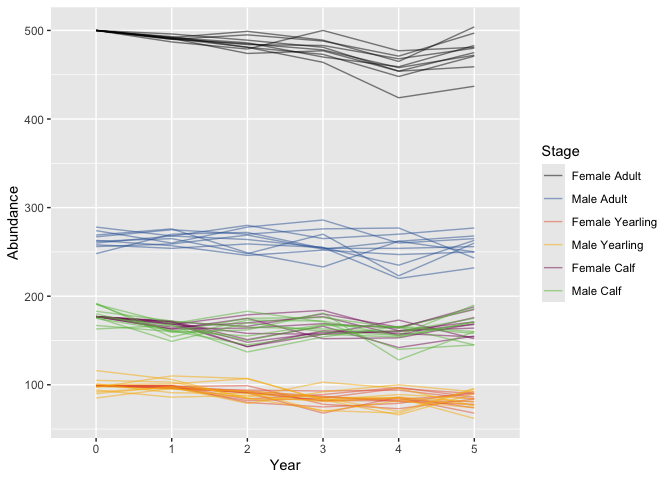 500
400
300
200
100
0 1 2 3 4 5
Year
Abundance
Stage
Female Adult
Male Adult
Female Yearling
Male Yearling
Female Calf
Male Calf